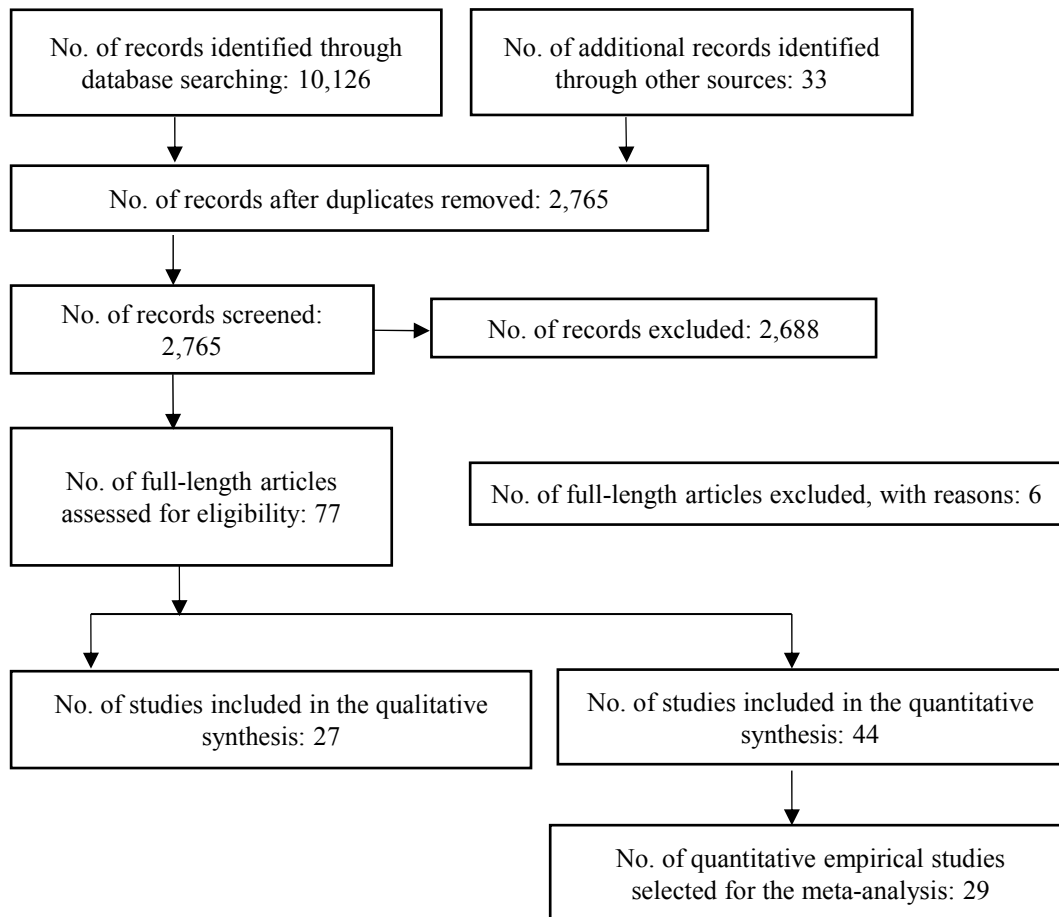 No. of records identified through
database searching: 10,126
No. of additional records identified
through other sources: 33
No. of records after duplicates removed: 2,765
No. of records screened:
2,765
No. of records excluded: 2,688
No. of full-length articles
assessed for eligibility: 77
No. of full-length articles excluded, with reasons: 6
No. of studies included in the qualitative
synthesis: 27
No. of studies included in the quantitative
synthesis: 44
No. of quantitative empirical studies
selected for the meta-analysis: 29